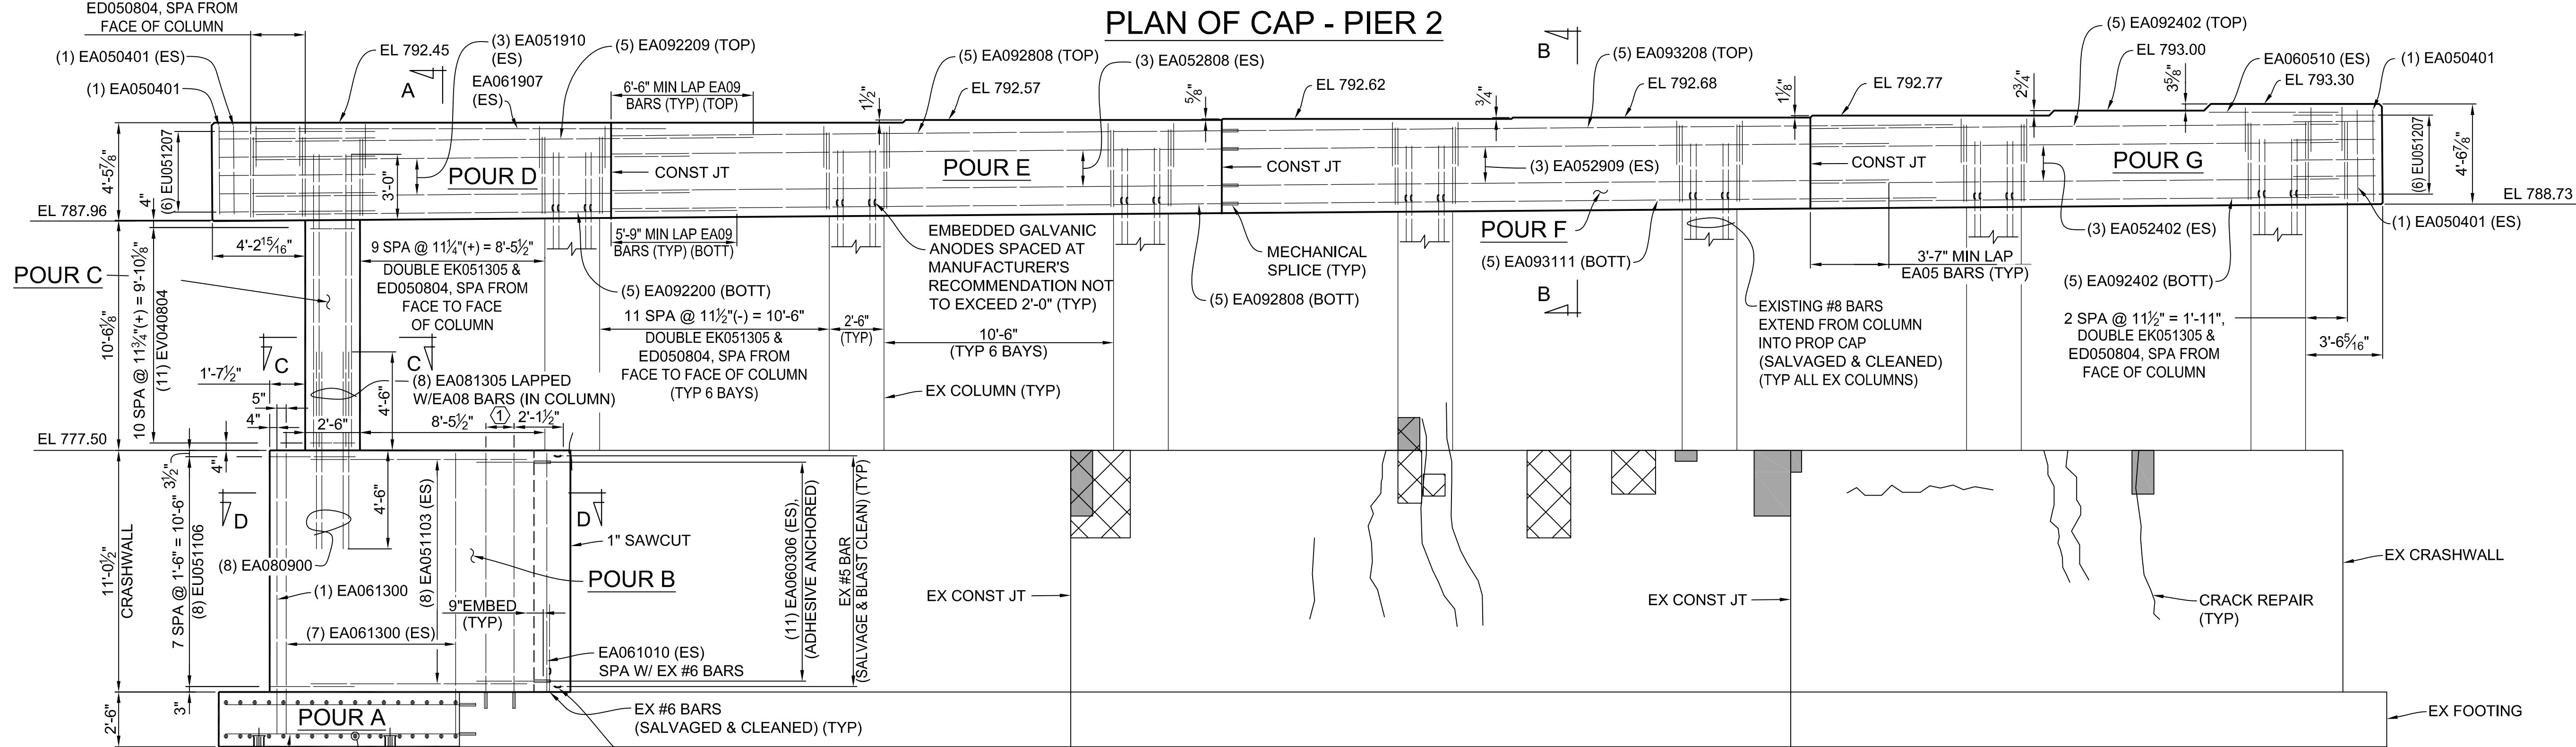 PLAN OF CAP - PIER 2
ED050804, SPA FROM
FACE OF COLUMN
(1) EA050401 (ES)
(1) EA050401
EL 792.45
A
(3) EA051910
(ES)
EA061907
(ES)
(5) EA092209 (TOP)
6'-6" MIN LAP EA09
BARS (TYP) (TOP)
1½"
(5) EA092808 (TOP)
EL 792.57
(3) EA052808 (ES)
⅝"
EL 792.62
B
¾"
(5) EA093208 (TOP)
EL 792.68
1⅛"
EL 792.77
2¾"
(5) EA092402 (TOP)
EL 793.00
3⅝"
EA060510 (ES)
EL 793.30
(1) EA050401
4'-5⅞"
4"
(6) EU051207
3'-0"
POUR D
CONST JT
POUR E
CONST JT
(3) EA052909 (ES)
CONST JT
POUR G
(6) EU051207
4'-6⅞"
EL 787.96
EL 788.73
4'-2¹⁵⁄₁₆"
9 SPA @ 11¼"(+) = 8'-5½"
DOUBLE EK051305 &
ED050804, SPA FROM
FACE TO FACE
OF COLUMN
5'-9" MIN LAP EA09
BARS (TYP) (BOTT)
(5) EA092200 (BOTT)
11 SPA @ 11½"(-) = 10'-6"
DOUBLE EK051305 &
ED050804, SPA FROM
FACE TO FACE OF COLUMN
(TYP 6 BAYS)
2'-6"
(TYP)
10'-6"
(TYP 6 BAYS)
EMBEDDED GALVANIC
ANODES SPACED AT
MANUFACTURER'S
RECOMMENDATION NOT
TO EXCEED 2'-0" (TYP)
MECHANICAL
SPLICE (TYP)
(5) EA092808 (BOTT)
POUR F
(5) EA093111 (BOTT)
B
EXISTING #8 BARS
EXTEND FROM COLUMN
INTO PROP CAP
(SALVAGED & CLEANED)
(TYP ALL EX COLUMNS)
3'-7" MIN LAP
EA05 BARS (TYP)
(3) EA052402 (ES)
(1) EA050401 (ES)
(5) EA092402 (BOTT)
2 SPA @ 11½" = 1'-11",
DOUBLE EK051305 &
ED050804, SPA FROM
FACE OF COLUMN
3'-6⁵⁄₁₆"
POUR C
10'-6⅛"
10 SPA @ 11¾"(+) = 9'-10⅛"
(11) EV040804
C
C
1'-7½"
(8) EA081305 LAPPED
W/EA08 BARS (IN COLUMN)
4'-6"
5"
4"
2'-6"
8'-5½"
1
2'-1½"
EX COLUMN (TYP)
EL 777.50
4"
3½"
D
D
4'-6"
11'-0½"
CRASHWALL
7 SPA @ 1'-6" = 10'-6"
(8) EU051106
(8) EA080900
(1) EA061300
(8) EA051103 (ES)
1" SAWCUT
POUR B
9"EMBED
(TYP)
(7) EA061300 (ES)
EA061010 (ES)
SPA W/ EX #6 BARS
(11) EA060306 (ES),
(ADHESIVE ANCHORED)
EX #5 BAR
(SALVAGE & BLAST CLEAN) (TYP)
EX CONST JT
EX CONST JT
EX CRASHWALL
CRACK REPAIR
(TYP)
3"
2'-6"
POUR A
EX #6 BARS
(SALVAGED & CLEANED) (TYP)
EX FOOTING